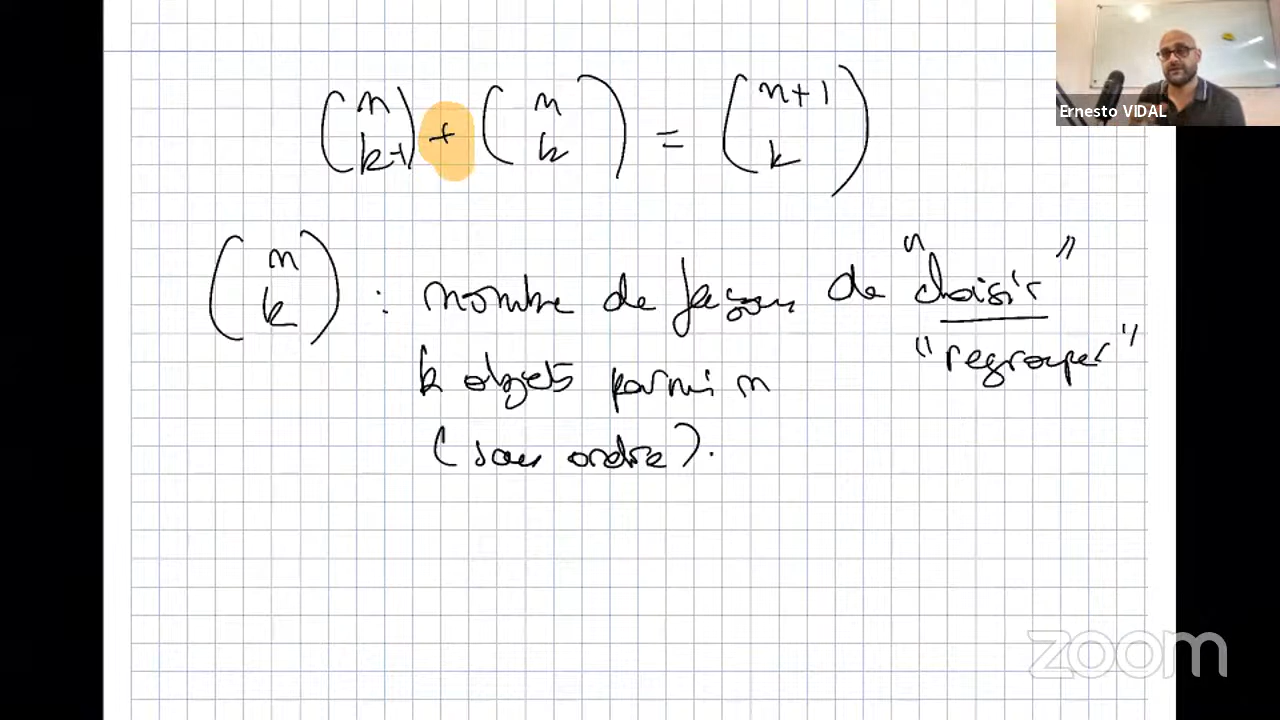 Ernesto VIDAL
(n k-1) + (n k) = (n+1 k)
(n k) : nombre de façons de "choisir"
"regrouper"
k objets parmi n
(sans ordre).
zoom